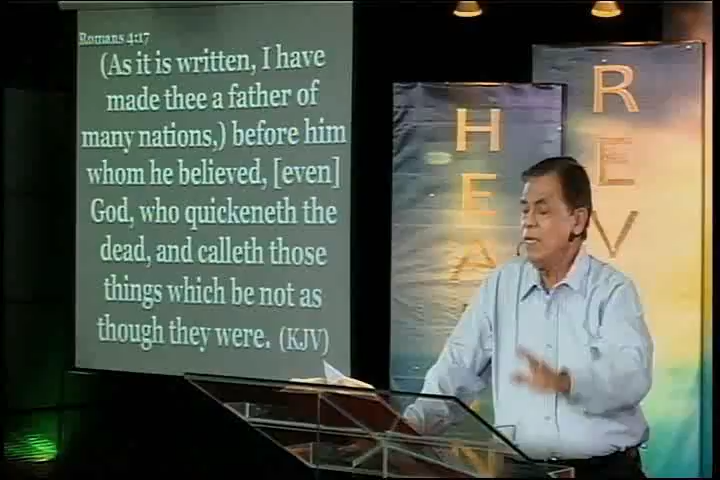 Romans 4:17
(As it is written, I have
made thee a father of
many nations,) before him
whom he believed, [even]
God, who quickeneth the
dead, and calleth those
things which be not as
though they were. (KJV)
H
E
A
N
R
E
V